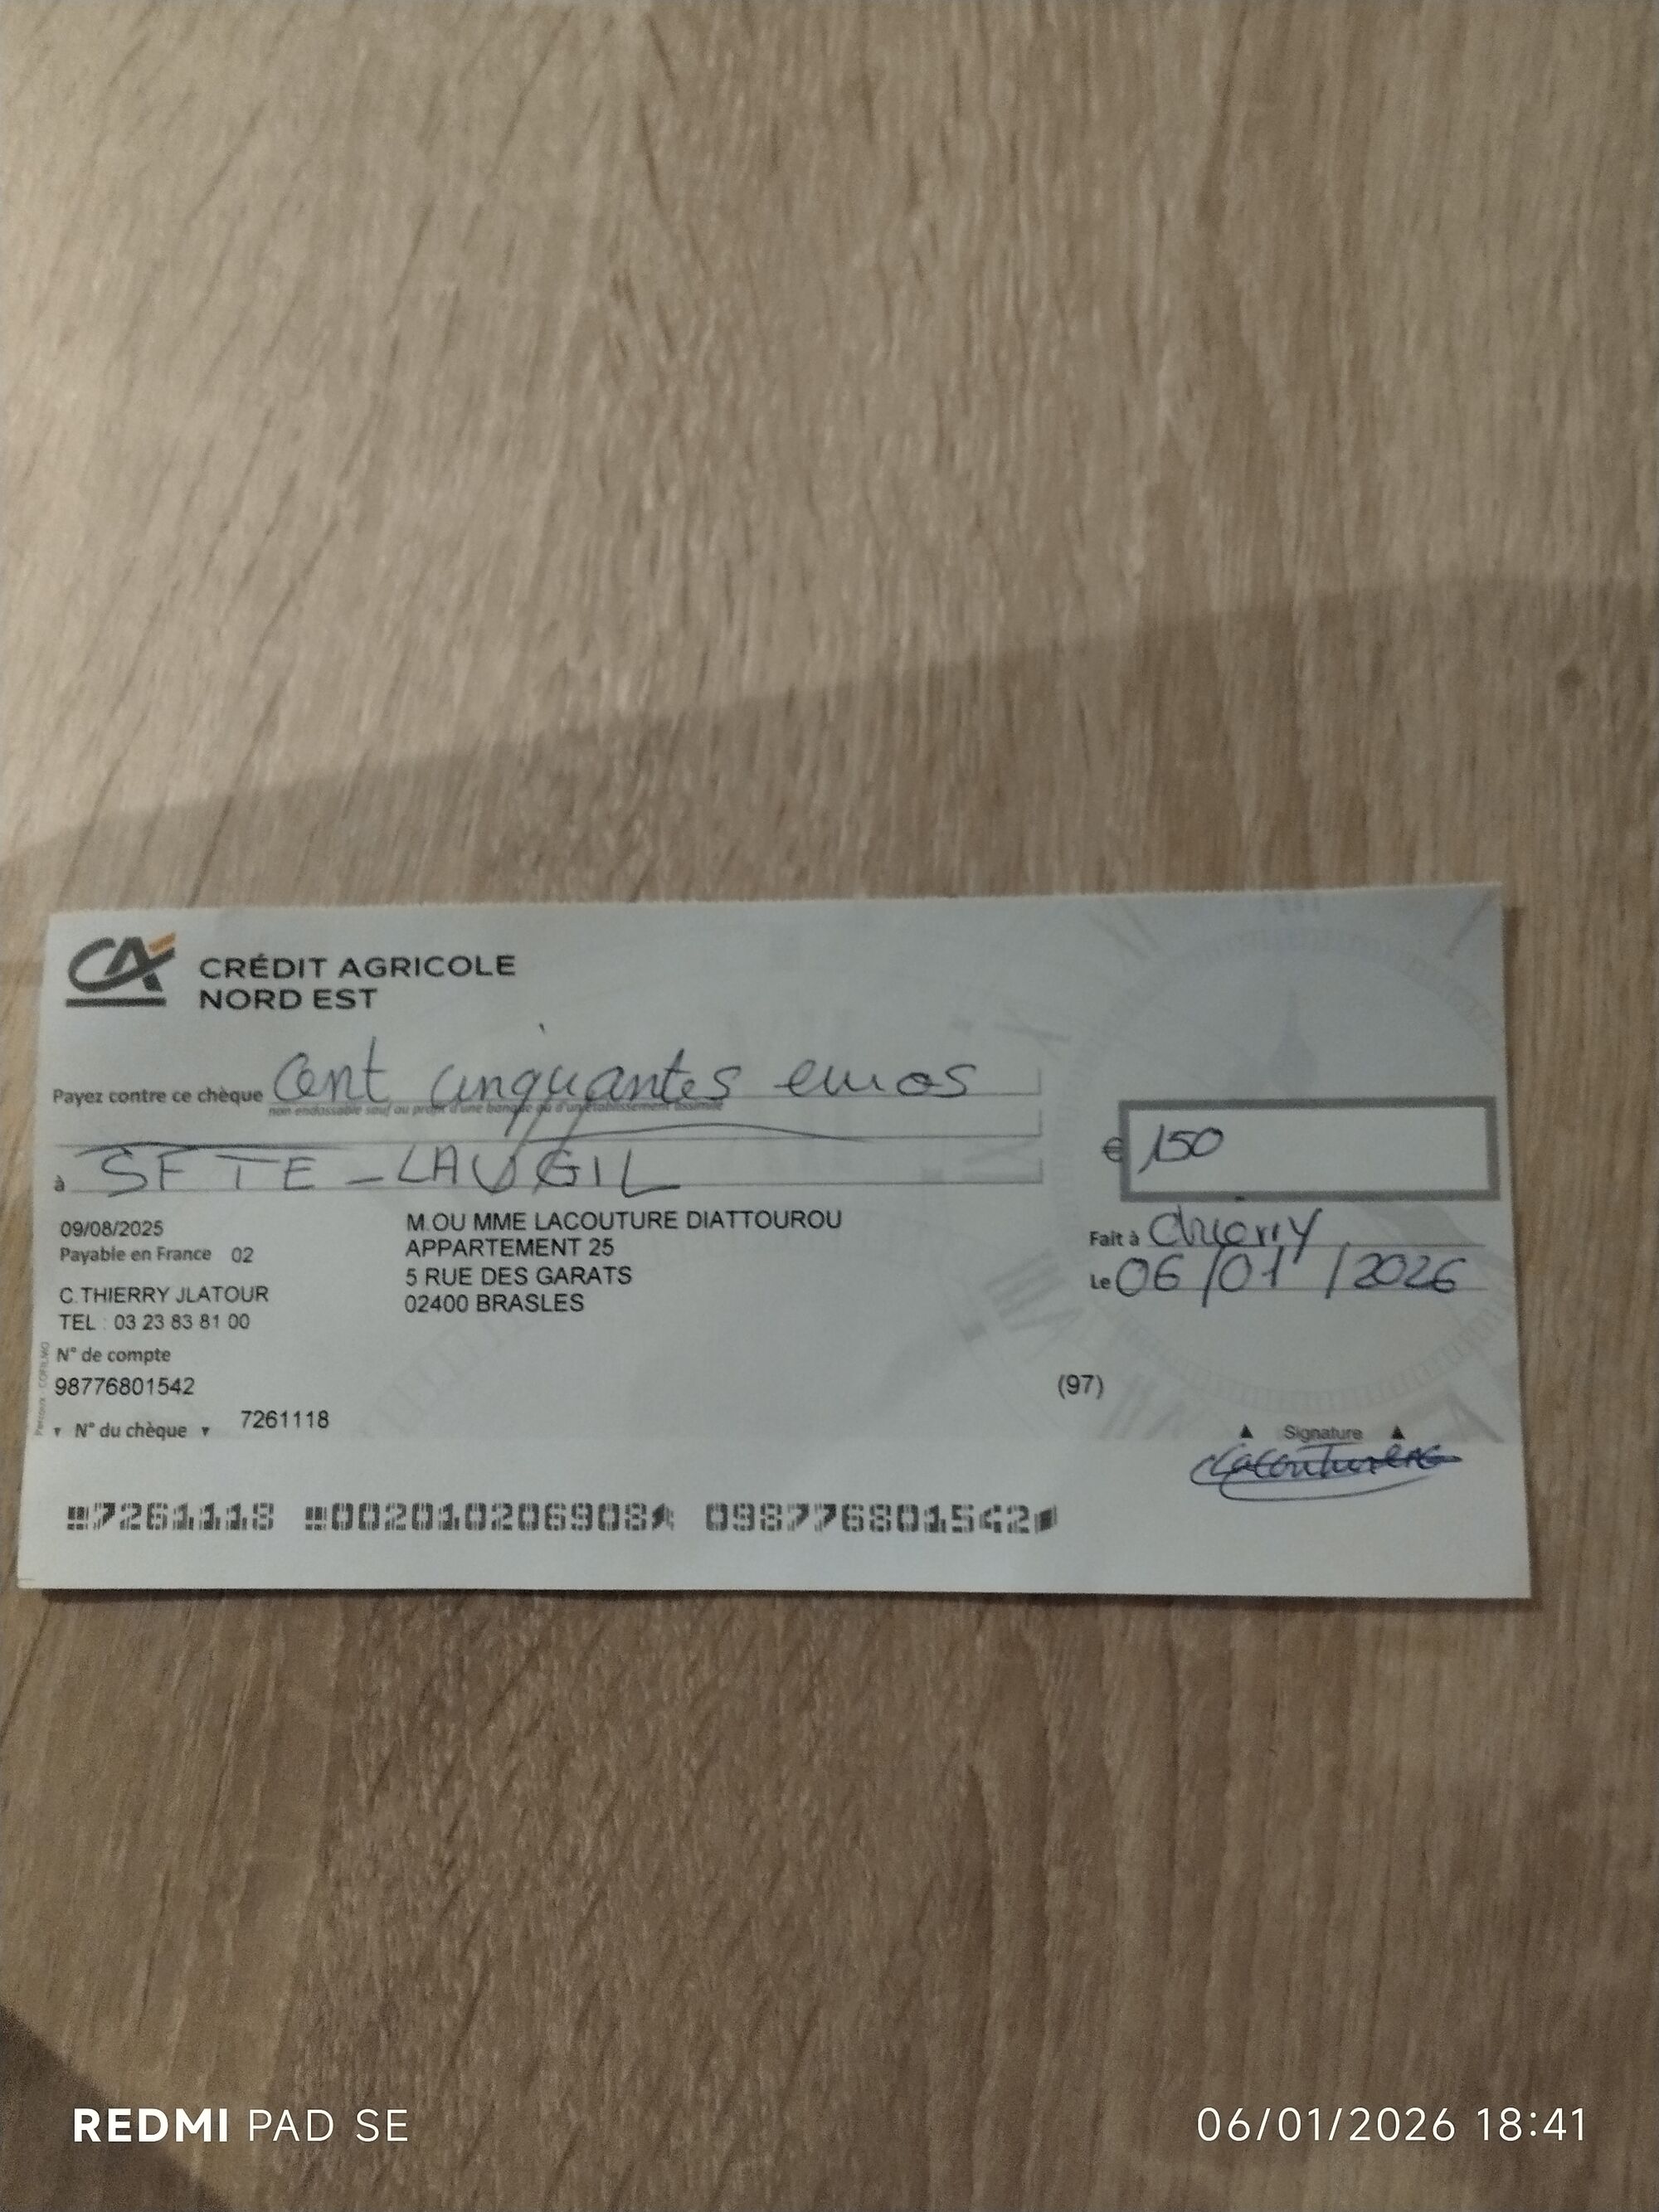 CRÉDIT AGRICOLE
NORD EST
Payez contre ce chèque Cent cinquantes euros
non endossable sauf au profit d'une banque ou d'un établissement assimilé
à SFTE - LAUGIL
€ 150
09/08/2025
Payable en France 02
C.THIERRY JLATOUR
TEL : 03 23 83 81 00
M.OU MME LACOUTURE DIATTOUROU
APPARTEMENT 25
5 RUE DES GARATS
02400 BRASLES
Fait à
Le 06/01/2026
N° de compte
98776801542
(97)
N° du chèque 7261118
Signature
7261118 002010206908 098776801542
REDMI PAD SE
06/01/2026 18:41